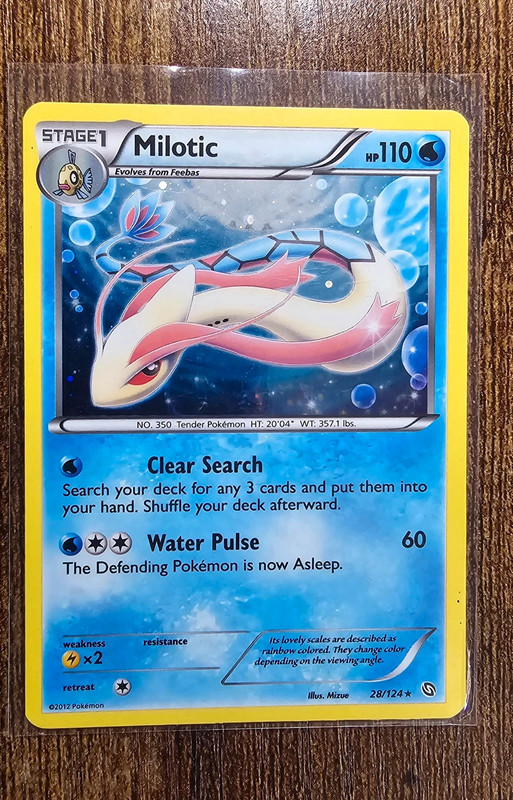 STAGE1 Milotic HP110
Evolves from Feebas
NO. 350 Tender Pokémon HT: 20'04" WT: 357.1 lbs.
Clear Search
Search your deck for any 3 cards and put them into
your hand. Shuffle your deck afterward.
Water Pulse 60
The Defending Pokémon is now Asleep.
weakness resistance
×2
retreat
Its lovely scales are described as
rainbow colored. They change color
depending on the viewing angle.
©2012 Pokémon Illus. Mizue 28/124★